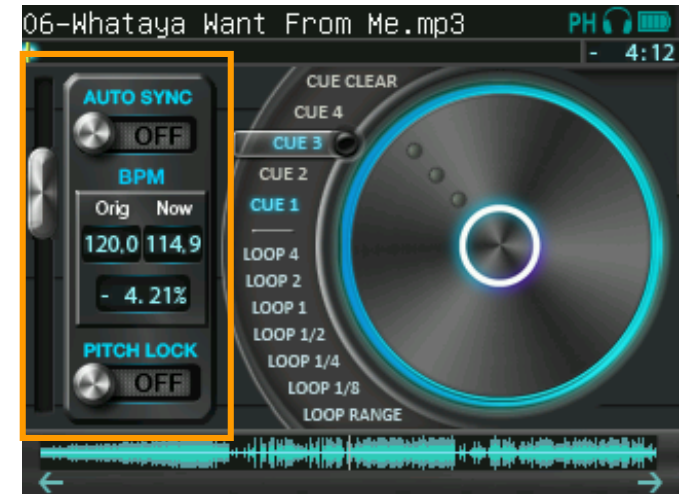 06-Whataya Want From Me.mp3 PH
- 4:12
AUTO SYNC
OFF
BPM
Orig Now
120,0 114,9
- 4.21%
PITCH LOCK
OFF
CUE CLEAR
CUE 4
CUE 3
CUE 2
CUE 1
LOOP 4
LOOP 2
LOOP 1
LOOP 1/2
LOOP 1/4
LOOP 1/8
LOOP RANGE